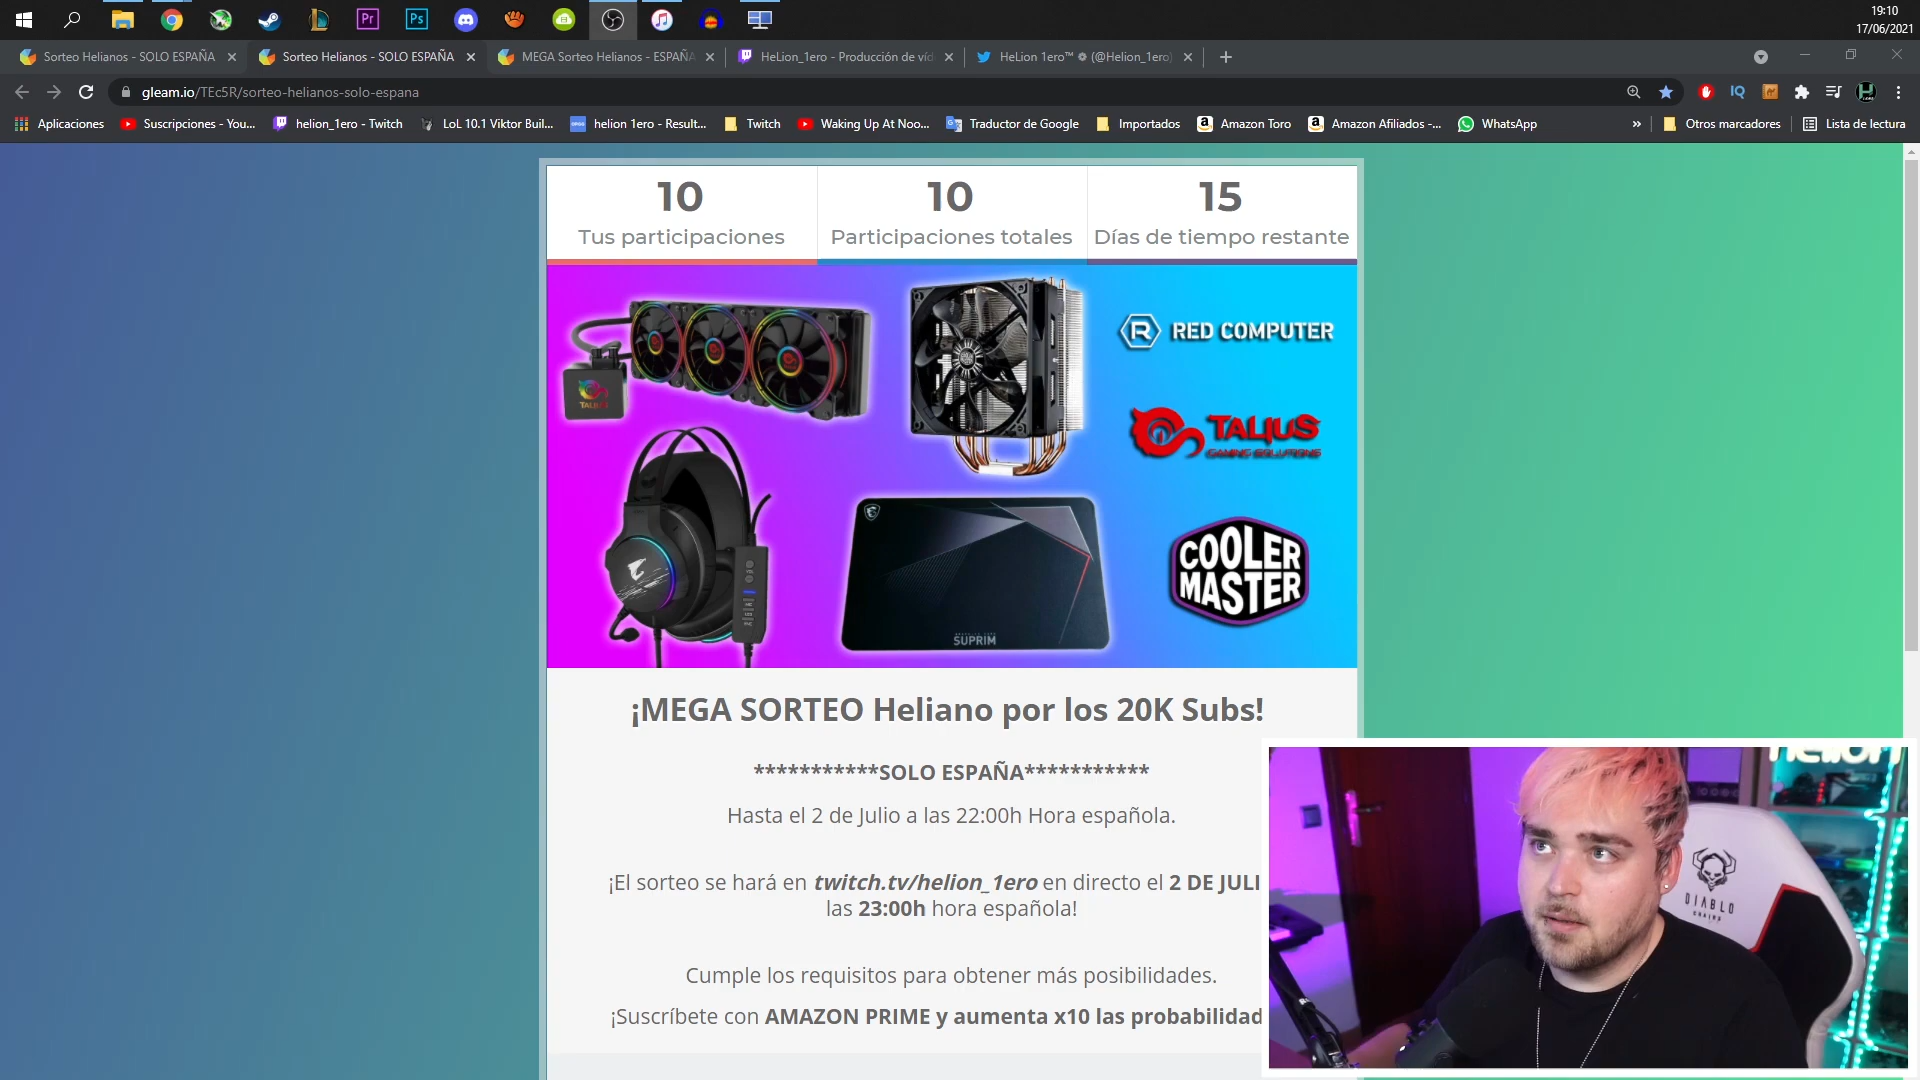 19:10
17/06/2021
Sorteo Helianos - SOLO ESPAÑA
Sorteo Helianos - SOLO ESPAÑA
MEGA Sorteo Helianos - ESPAÑA
HeLion_1ero - Producción de víd
HeLion 1ero™ ⚙ (@Helion_1ero)
gleam.io/TEc5R/sorteo-helianos-solo-espana
Aplicaciones
Suscripciones - You...
helion_1ero - Twitch
LoL 10.1 Viktor Buil...
helion 1ero - Result...
Twitch
Waking Up At Noo...
Traductor de Google
Importados
Amazon Toro
Amazon Afiliados -...
WhatsApp
»
Otros marcadores
Lista de lectura
10
Tus participaciones
10
Participaciones totales
15
Días de tiempo restante
RED COMPUTER
TALIUS
GAMING SOLUTIONS
COOLER
MASTER
SUPRIM
¡MEGA SORTEO Heliano por los 20K Subs!
***********SOLO ESPAÑA***********
Hasta el 2 de Julio a las 22:00h Hora española.
¡El sorteo se hará en twitch.tv/helion_1ero en directo el 2 DE JULI
las 23:00h hora española!
Cumple los requisitos para obtener más posibilidades.
¡Suscríbete con AMAZON PRIME y aumenta x10 las probabilidad
helion
DIABLO
CHAIRS